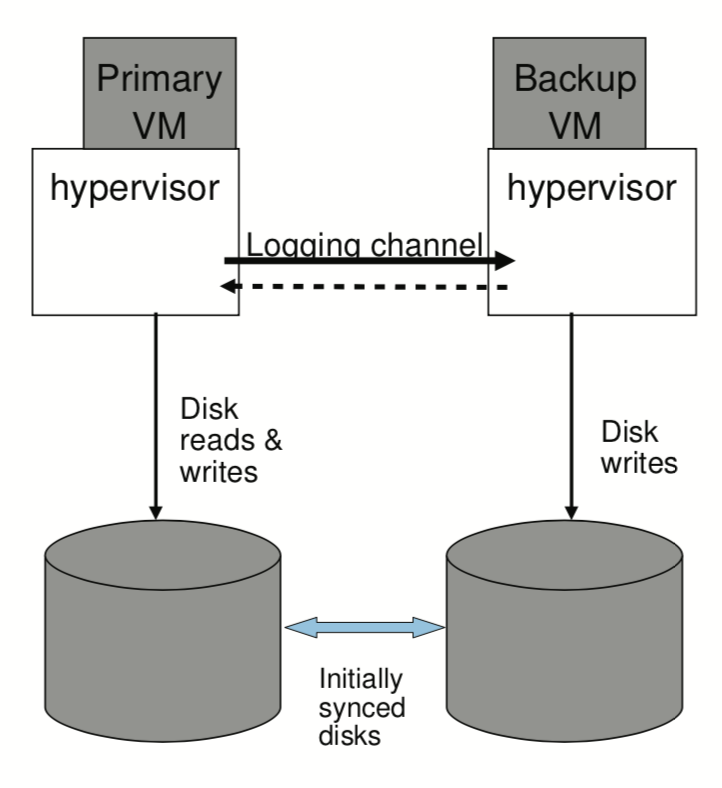 Primary
VM
Backup
VM
hypervisor
hypervisor
Logging channel
Disk
reads &
writes
Disk
writes
Initially
synced
disks